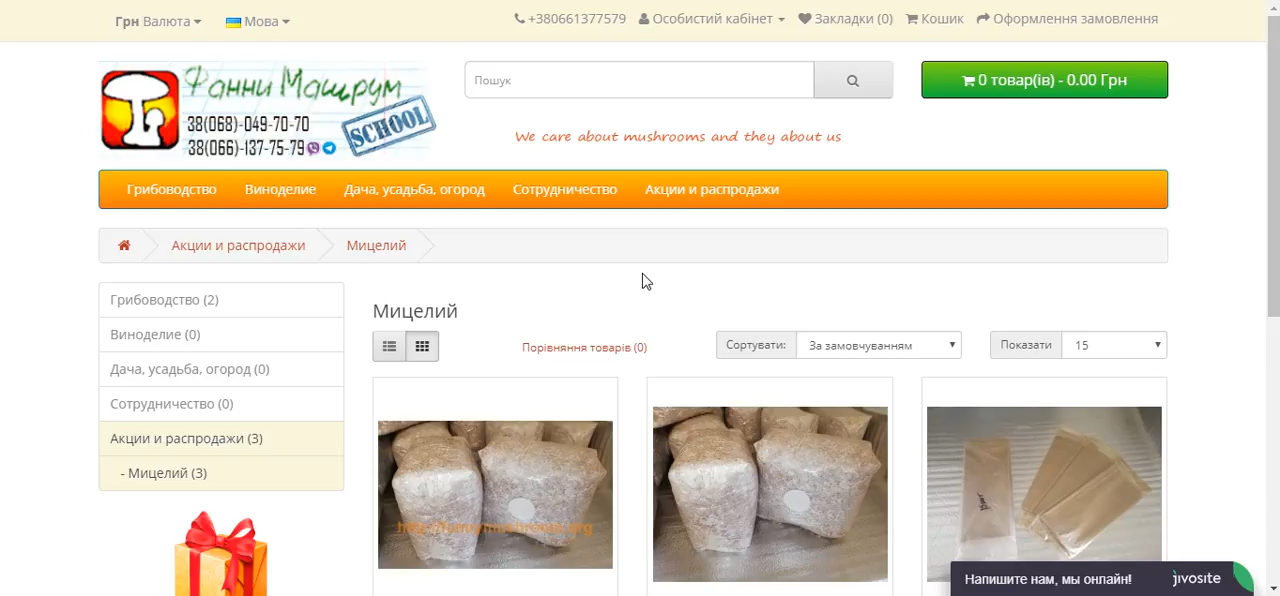 Грн Валюта
Мова
+380661377579
Особистий кабінет
Закладки (0)
Кошик
Оформлення замовлення
Фанни Машрум
38(068)-049-70-70
38(066)-137-75-79
SCHOOL
Пошук
0 товар(ів) - 0.00 Грн
We care about mushrooms and they about us
Грибоводство
Виноделие
Дача, усадьба, огород
Сотрудничество
Акции и распродажи
Акции и распродажи
Мицелий
Грибоводство (2)
Виноделие (0)
Дача, усадьба, огород (0)
Сотрудничество (0)
Акции и распродажи (3)
- Мицелий (3)
Мицелий
Порівняння товарів (0)
Сортувати:
За замовчуванням
Показати
15
Напишите нам, мы онлайн!
jivosite